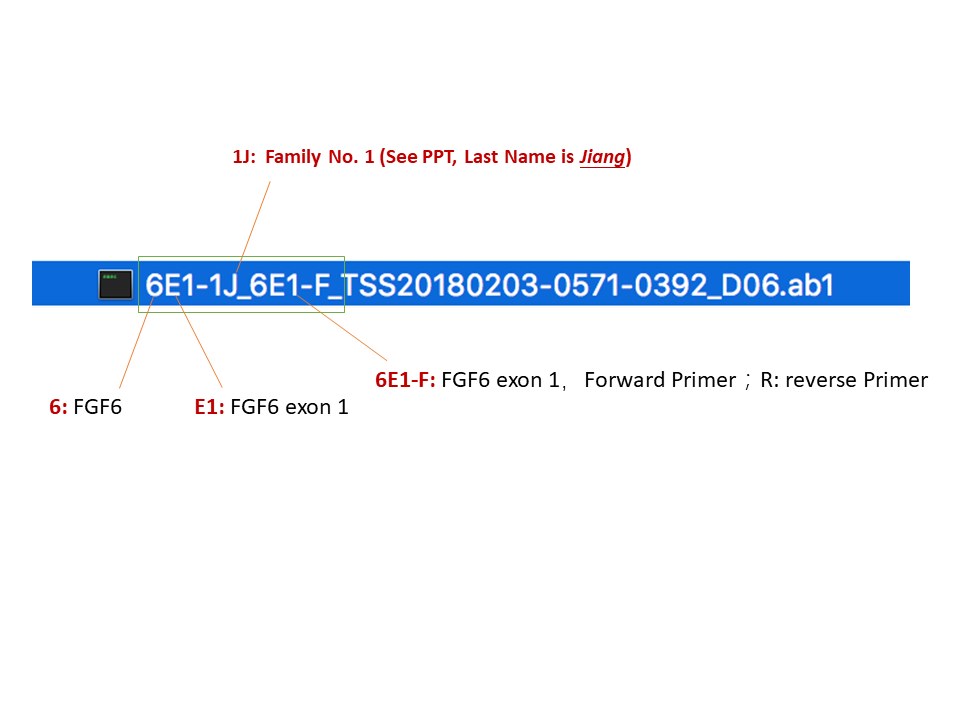 1J:  Family No. 1 (See PPT, Last Name is Jiang)
6E1-1J_6E1-F_TSS20180203-0571-0392_D06.ab1
6E1-F: FGF6 exon 1， Forward Primer；R: reverse Primer
6: FGF6
E1: FGF6 exon 1